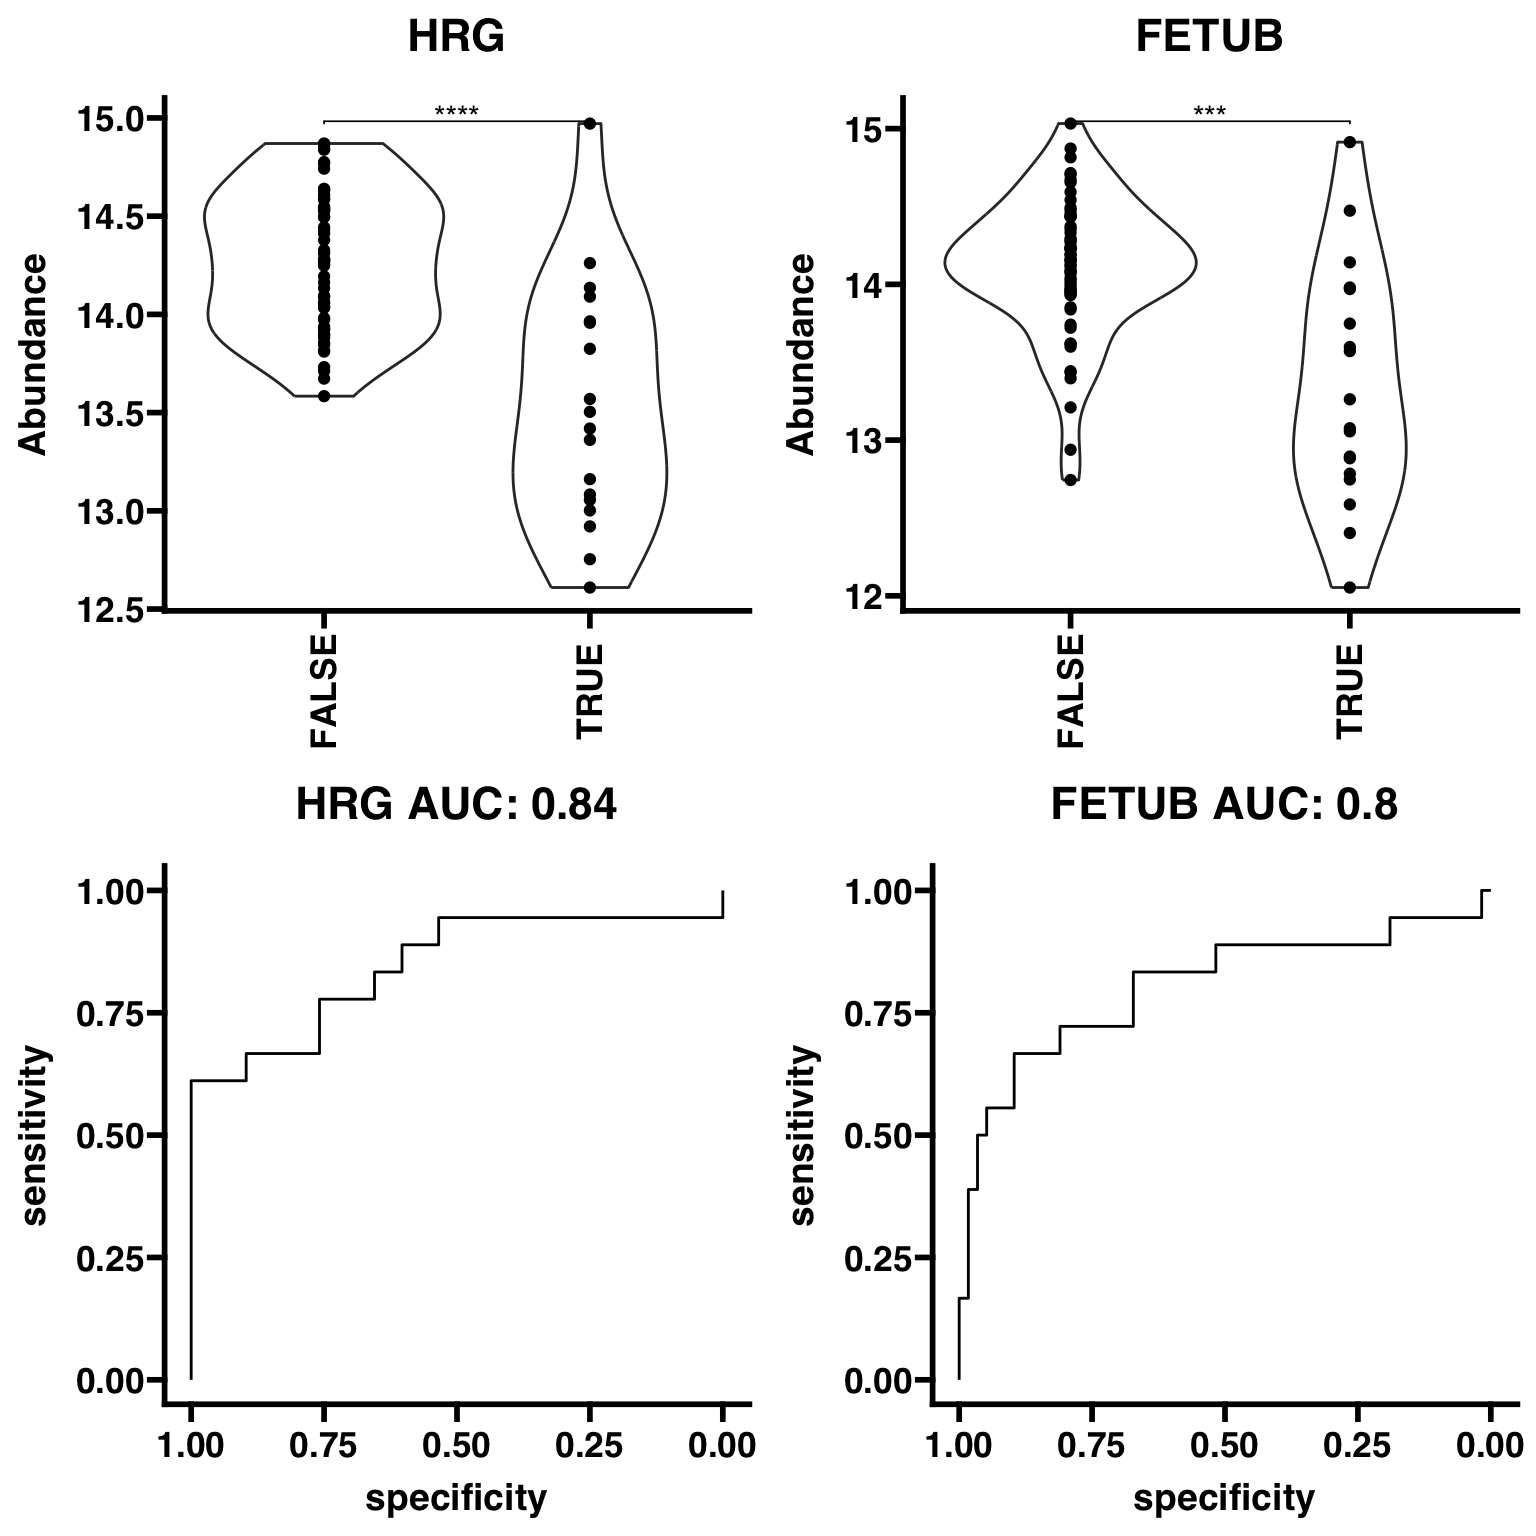 HRG
FETUB
****
***
15.0
14.5
14.0
13.5
13.0
12.5
Abundance
FALSE
TRUE
15
14
13
12
Abundance
FALSE
TRUE
HRG AUC: 0.84
FETUB AUC: 0.8
1.00
0.75
0.50
0.25
0.00
sensitivity
1.00 0.75 0.50 0.25 0.00
specificity
1.00
0.75
0.50
0.25
0.00
sensitivity
1.00 0.75 0.50 0.25 0.00
specificity